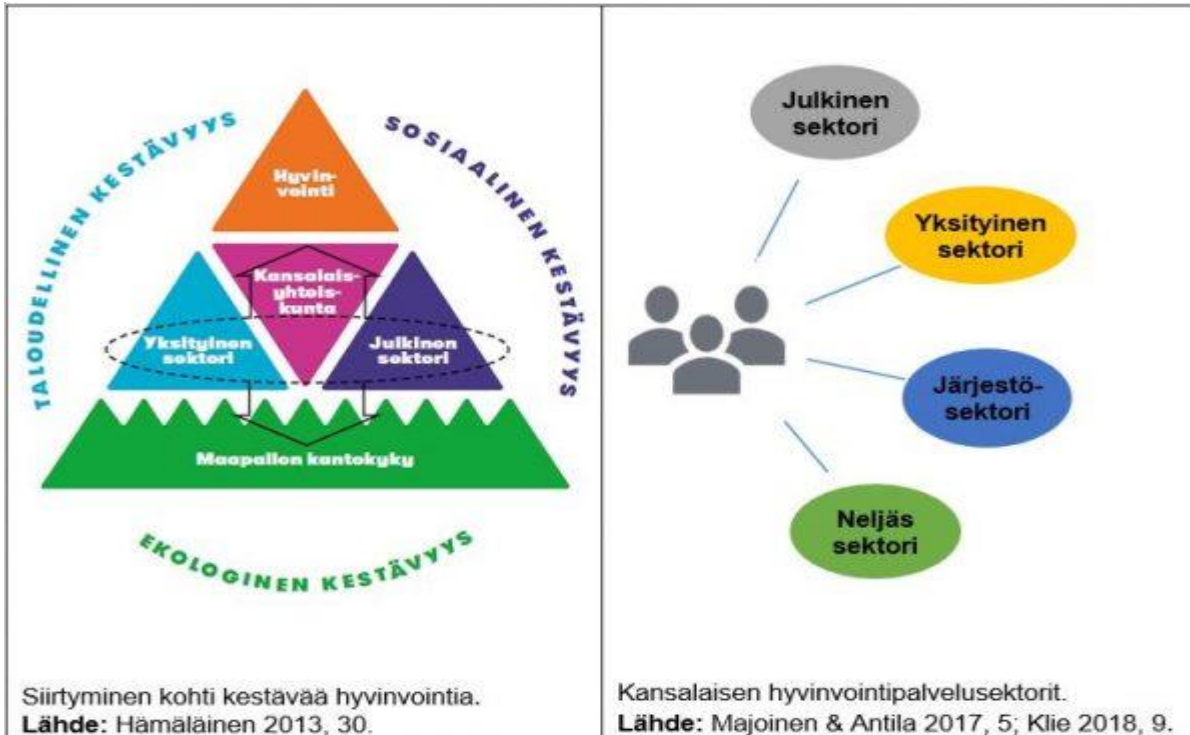 TALOUDELLINEN KESTÄVYYS
SOSIAALINEN KESTÄVYYS
Hyvin-
vointi
Kansalais-
yhteis-
kunta
Yksityinen
sektori
Julkinen
sektori
Maapallon kantokyky
EKOLOGINEN KESTÄVYYS
Siirtyminen kohti kestävää hyvinvointia.
Lähde: Hämäläinen 2013, 30.
Julkinen
sektori
Yksityinen
sektori
Järjestö-
sektori
Neljäs
sektori
Kansalaisen hyvinvointipalvelusektorit.
Lähde: Majoinen & Antila 2017, 5; Klie 2018, 9.